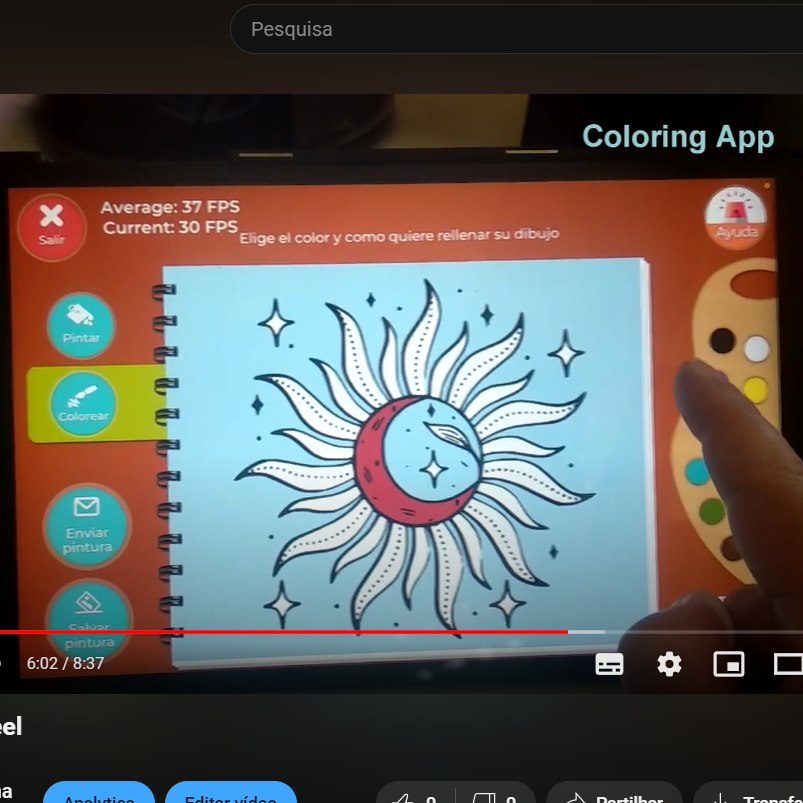 Pesquisa
Coloring App
Average: 37 FPS
Current: 30 FPS
Salir
Elige el color y como quiere rellenar su dibujo
Ayuda
Pintar
Colorear
Enviar
pintura
Salvar
pintura
6:02 / 8:37
eel
na
Analytics
Editar vídeo
0
0
Partilhar
Transfe